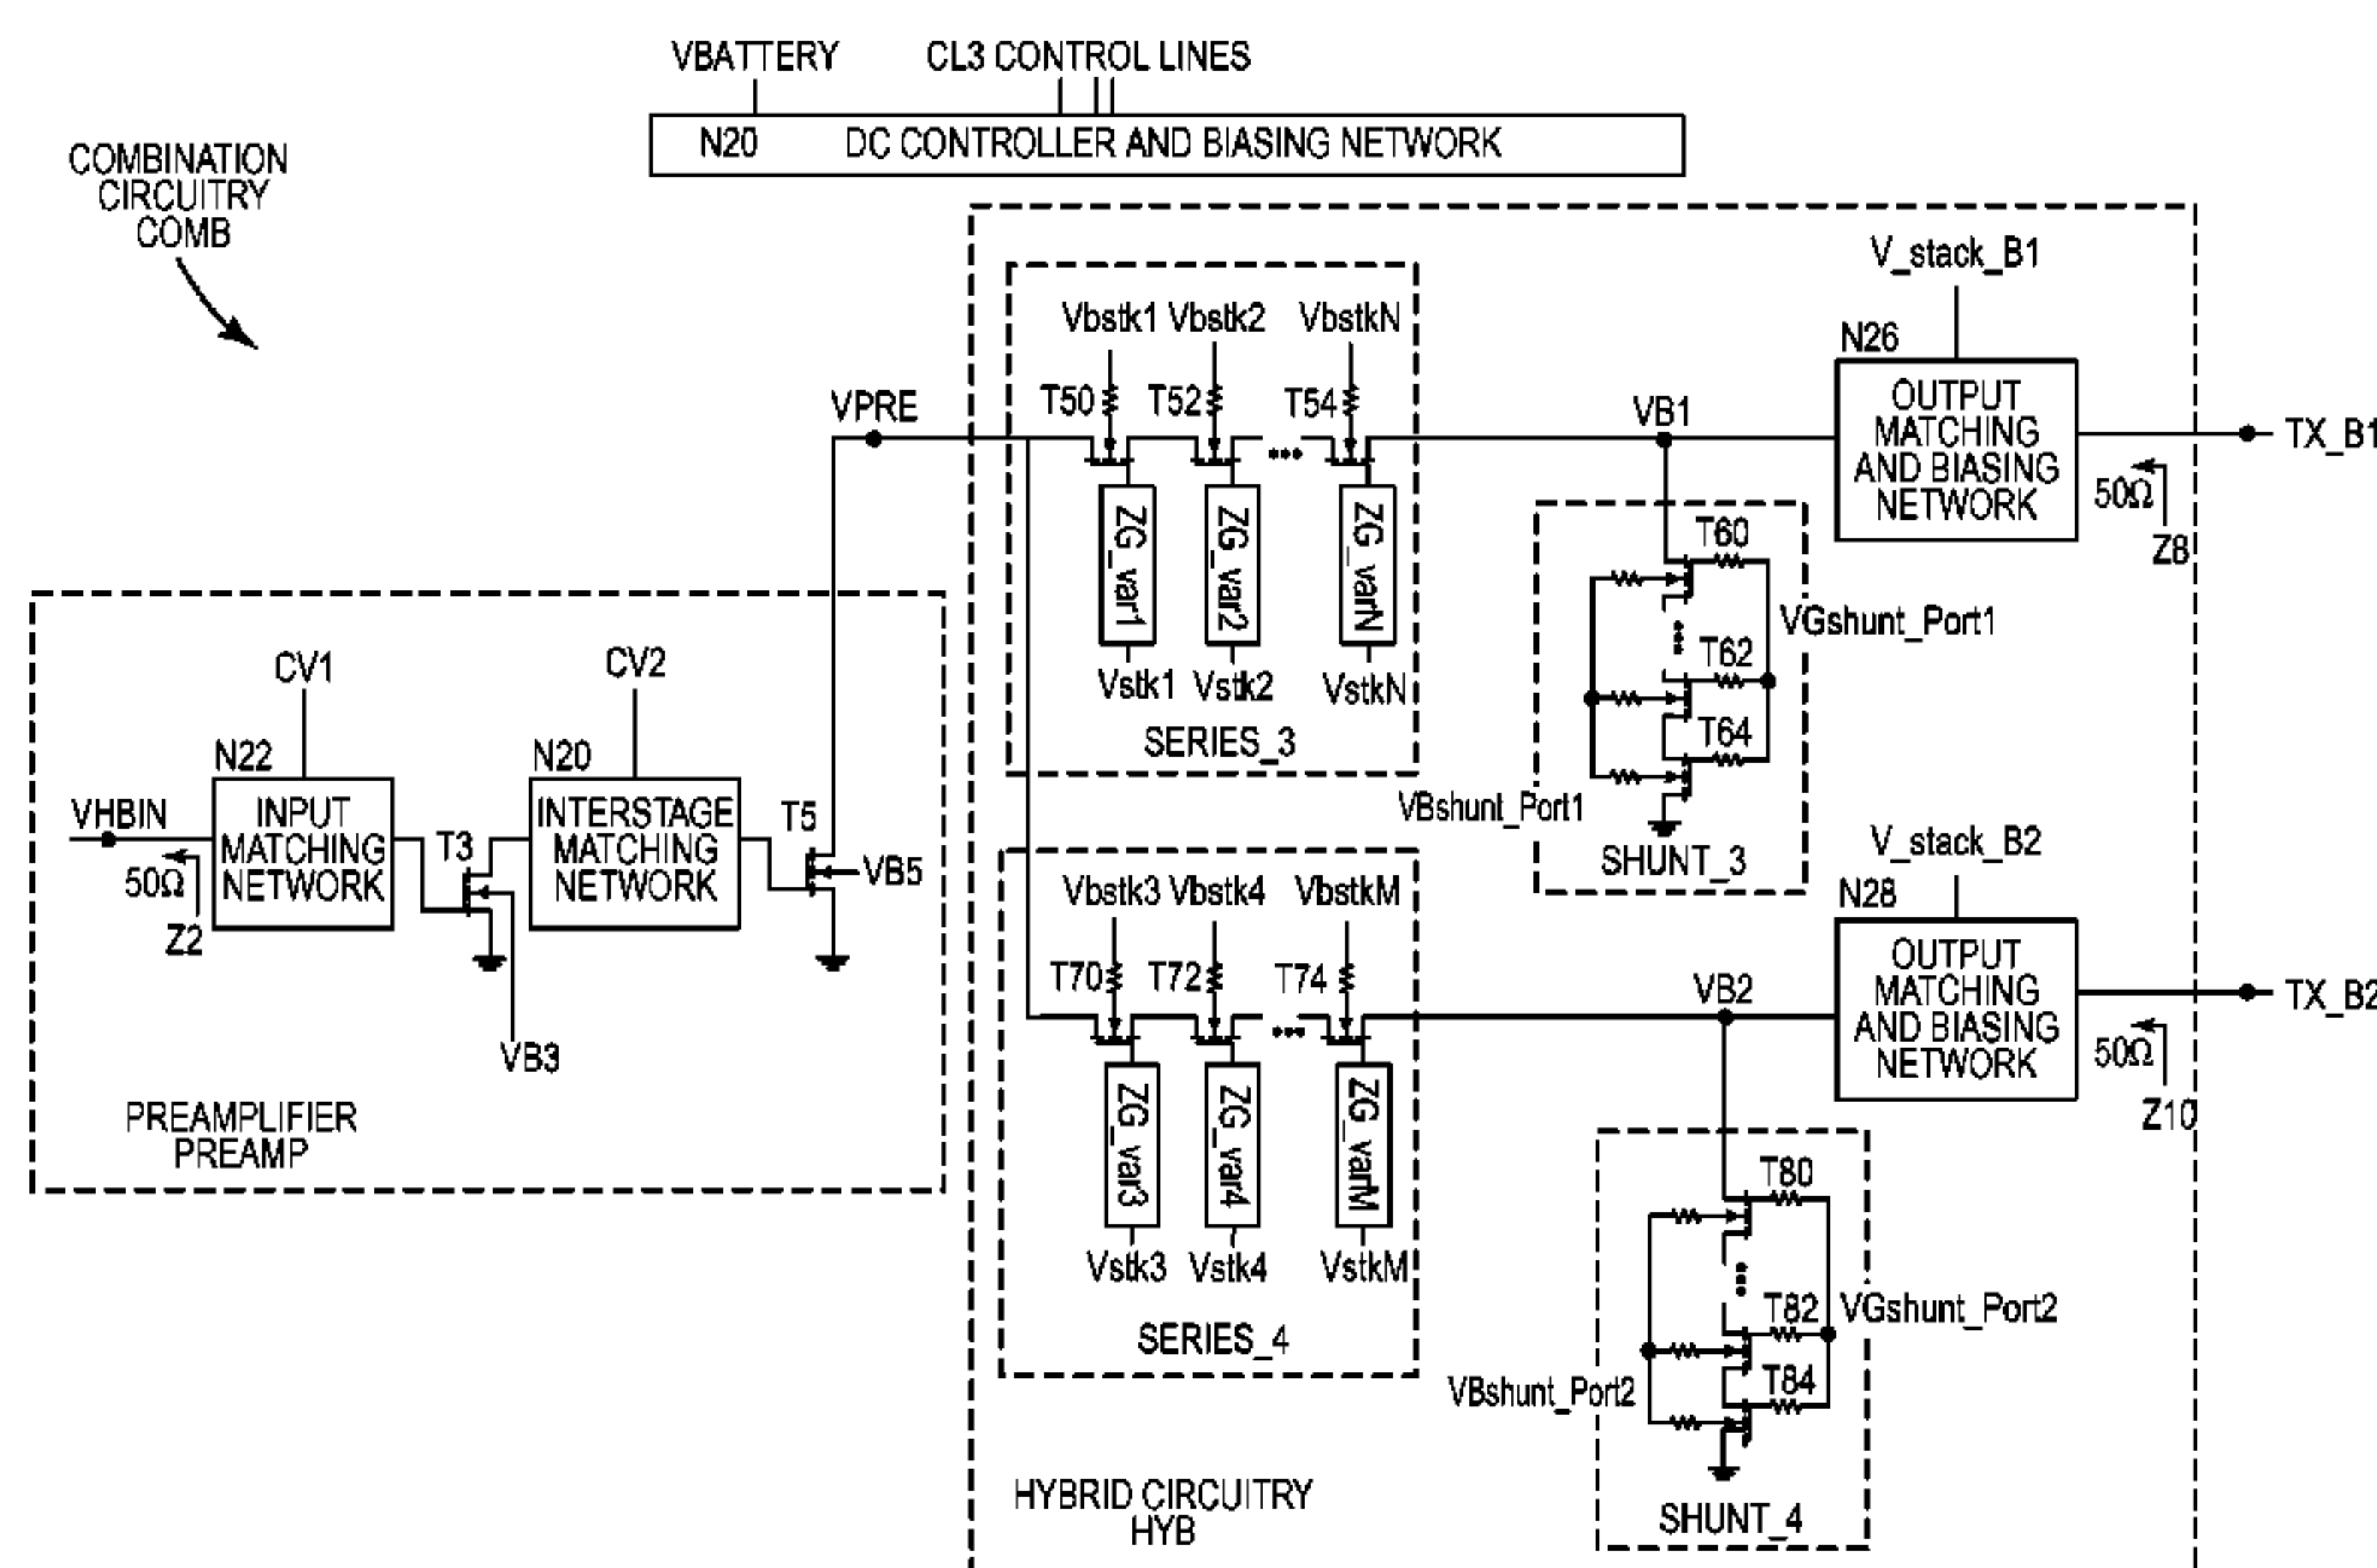 VBATTERY
CL3 CONTROL LINES
N20 DC CONTROLLER AND BIASING NETWORK
COMBINATION
CIRCUITRY
COMB
V_stack_B1
Vbstk1 Vbstk2 VbstkN
N26
T50 T52 T54
VPRE
VB1
OUTPUT
MATCHING
AND BIASING
NETWORK
TX_B1
50Ω
Z8
ZG_var1
ZG_var2
ZG_varN
Vstk1 Vstk2 VstkN
SERIES_3
T60
VGshunt_Port1
T62
T64
VBshunt_Port1
SHUNT_3
CV1
CV2
N22
N20
VHBIN
INPUT
MATCHING
NETWORK
T3
INTERSTAGE
MATCHING
NETWORK
T5
VB5
50Ω
Z2
VB3
PREAMPLIFIER
PREAMP
V_stack_B2
Vbstk3 Vbstk4 VbstkM
N28
T70 T72 T74
VB2
OUTPUT
MATCHING
AND BIASING
NETWORK
TX_B2
50Ω
Z10
ZG_var3
ZG_var4
ZG_varM
Vstk3 Vstk4 VstkM
SERIES_4
T80
T82
VGshunt_Port2
T84
VBshunt_Port2
SHUNT_4
HYBRID CIRCUITRY
HYB